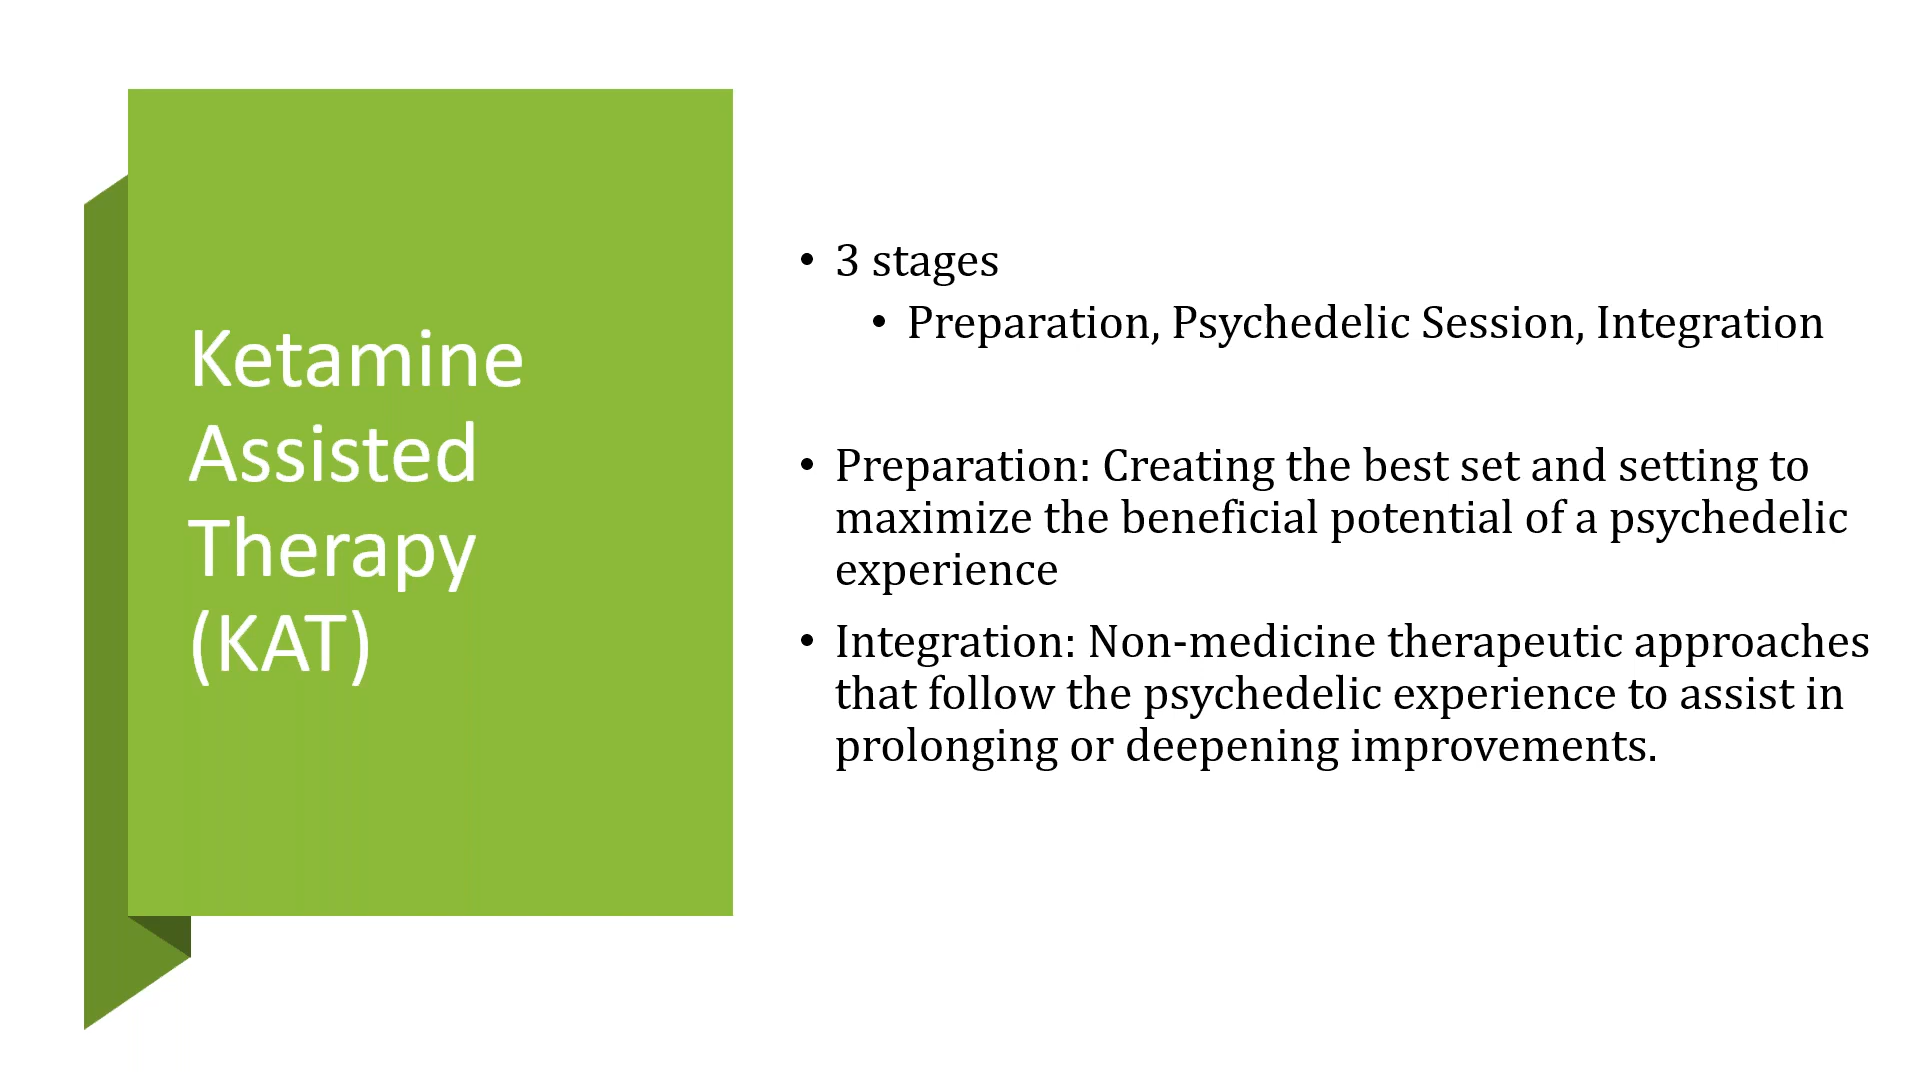 Ketamine
Assisted
Therapy
(KAT)
• 3 stages
• Preparation, Psychedelic Session, Integration
• Preparation: Creating the best set and setting to
maximize the beneficial potential of a psychedelic
experience
• Integration: Non-medicine therapeutic approaches
that follow the psychedelic experience to assist in
prolonging or deepening improvements.